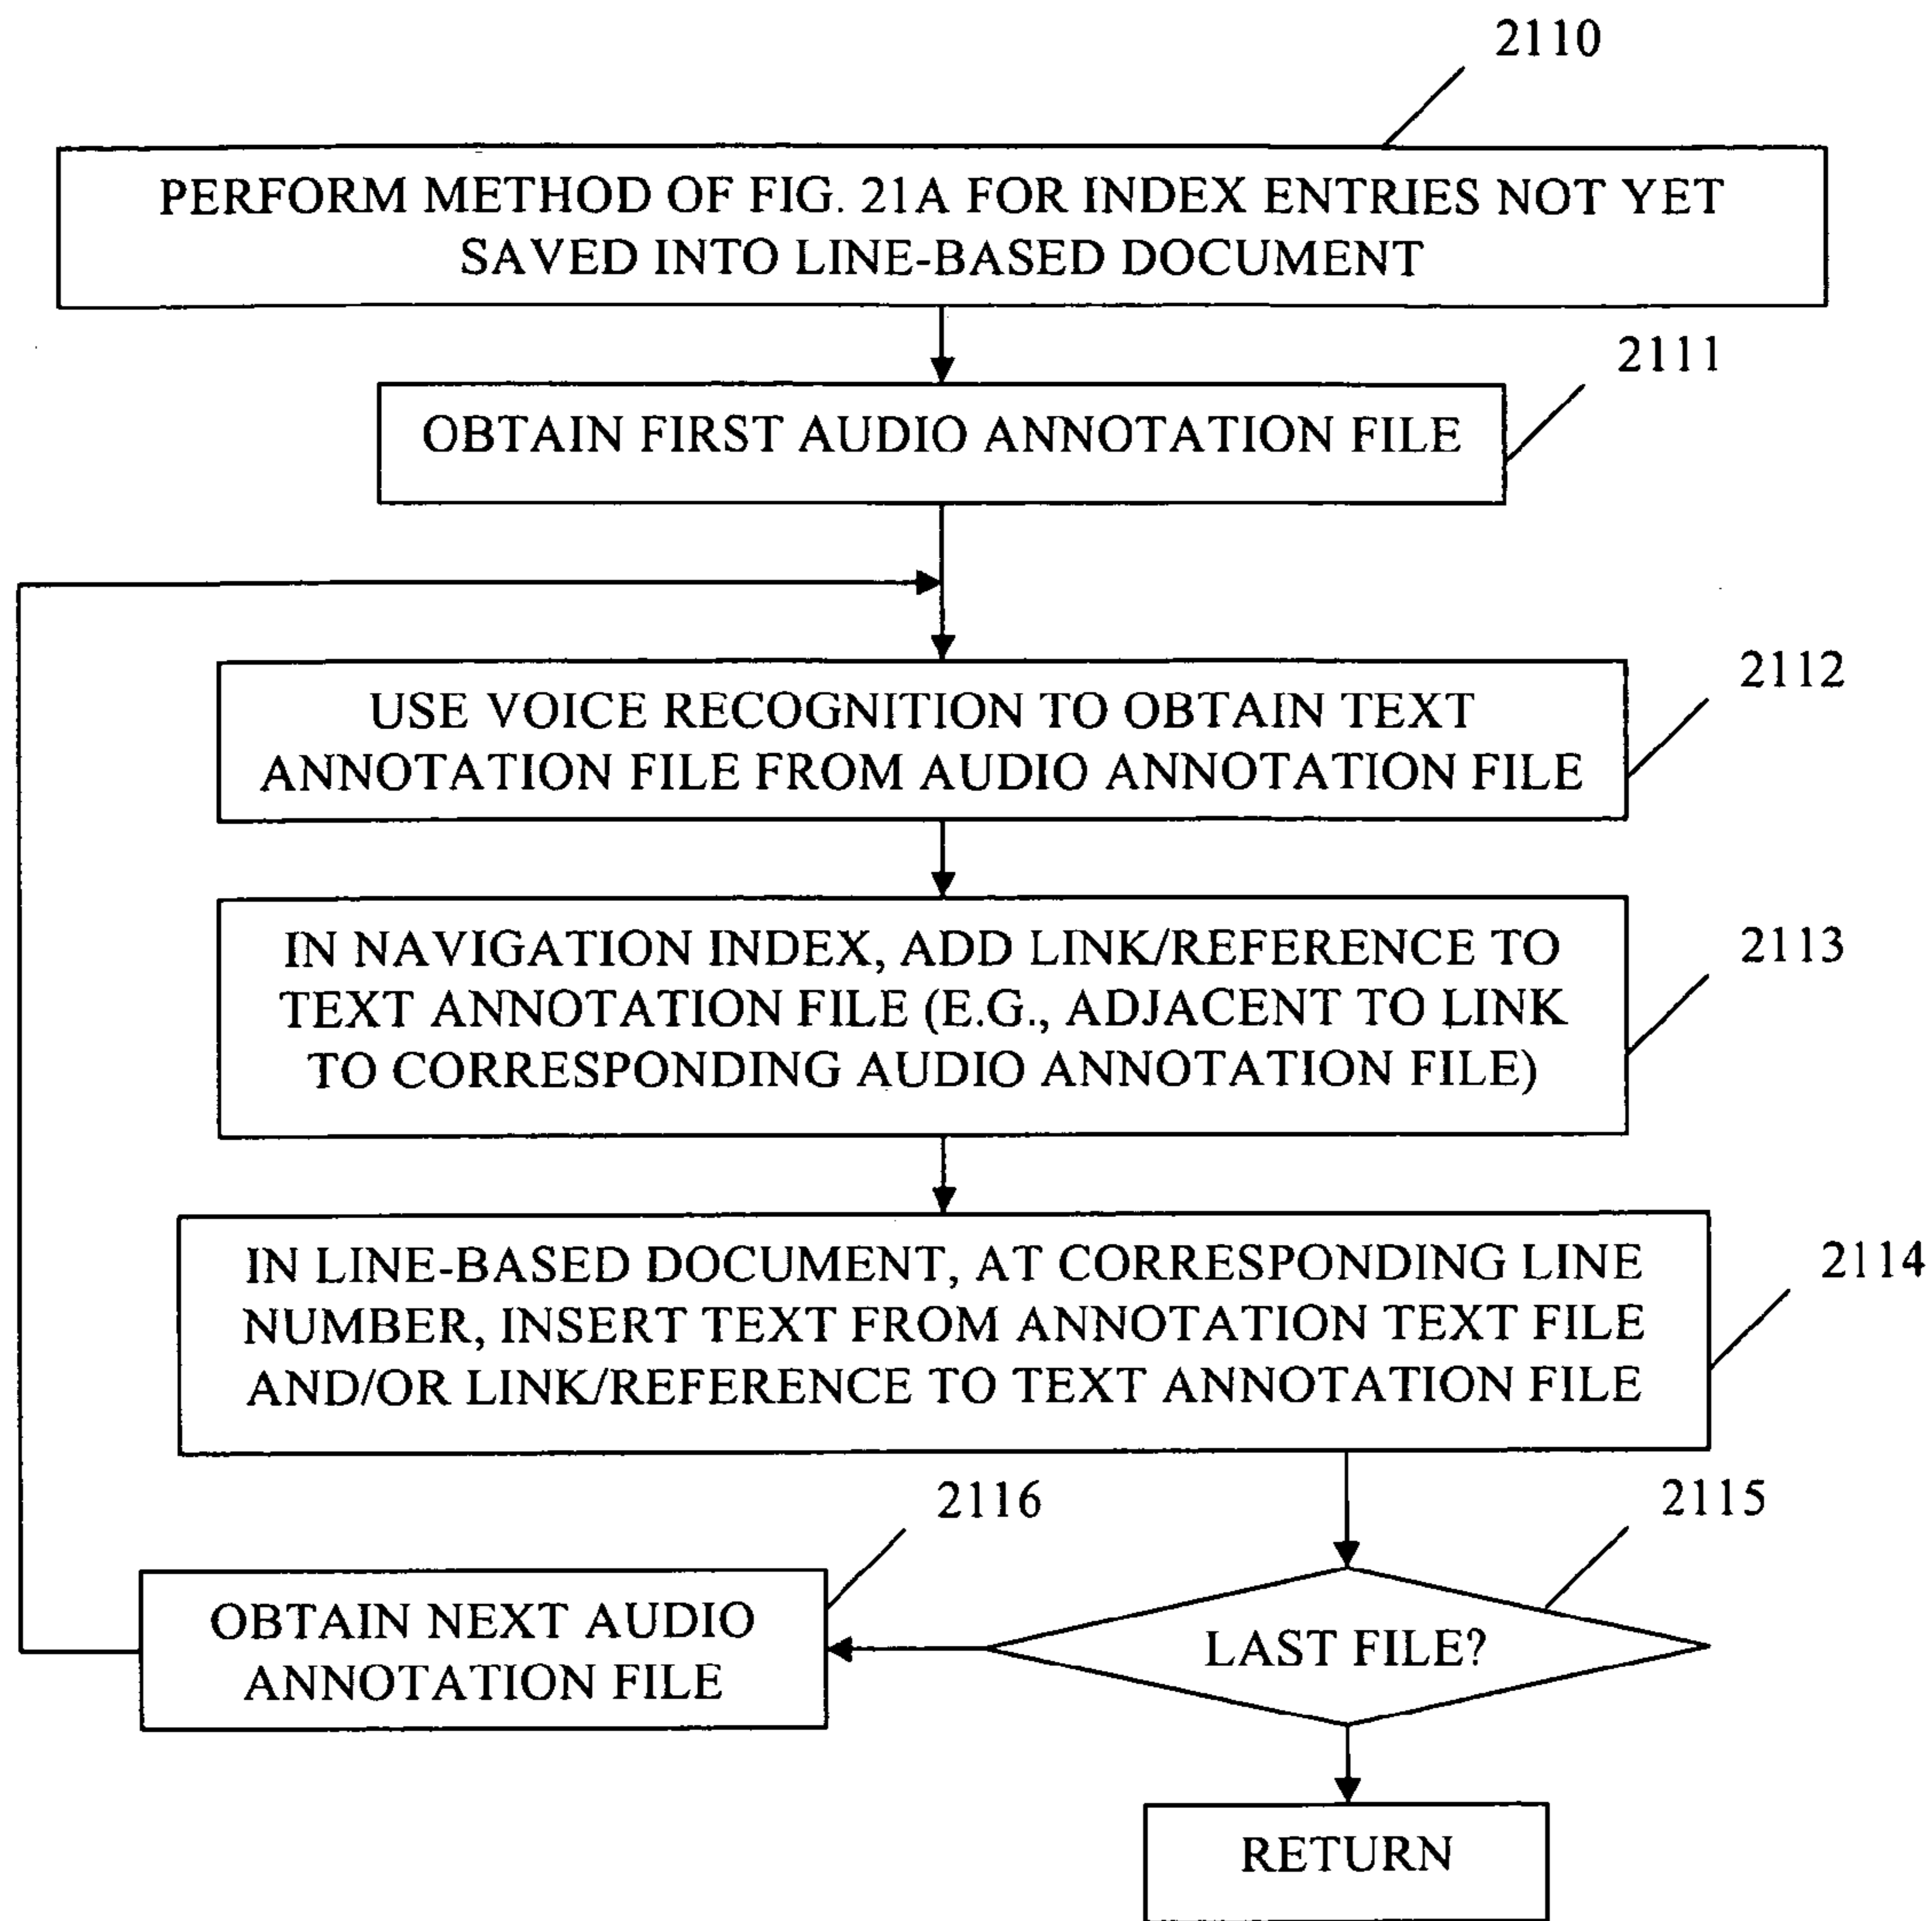 2110
PERFORM METHOD OF FIG. 21A FOR INDEX ENTRIES NOT YET
SAVED INTO LINE-BASED DOCUMENT
2111
OBTAIN FIRST AUDIO ANNOTATION FILE
2112
USE VOICE RECOGNITION TO OBTAIN TEXT
ANNOTATION FILE FROM AUDIO ANNOTATION FILE
2113
IN NAVIGATION INDEX, ADD LINK/REFERENCE TO
TEXT ANNOTATION FILE (E.G., ADJACENT TO LINK
TO CORRESPONDING AUDIO ANNOTATION FILE)
2114
IN LINE-BASED DOCUMENT, AT CORRESPONDING LINE
NUMBER, INSERT TEXT FROM ANNOTATION TEXT FILE
AND/OR LINK/REFERENCE TO TEXT ANNOTATION FILE
2116
2115
OBTAIN NEXT AUDIO
ANNOTATION FILE
LAST FILE?
RETURN